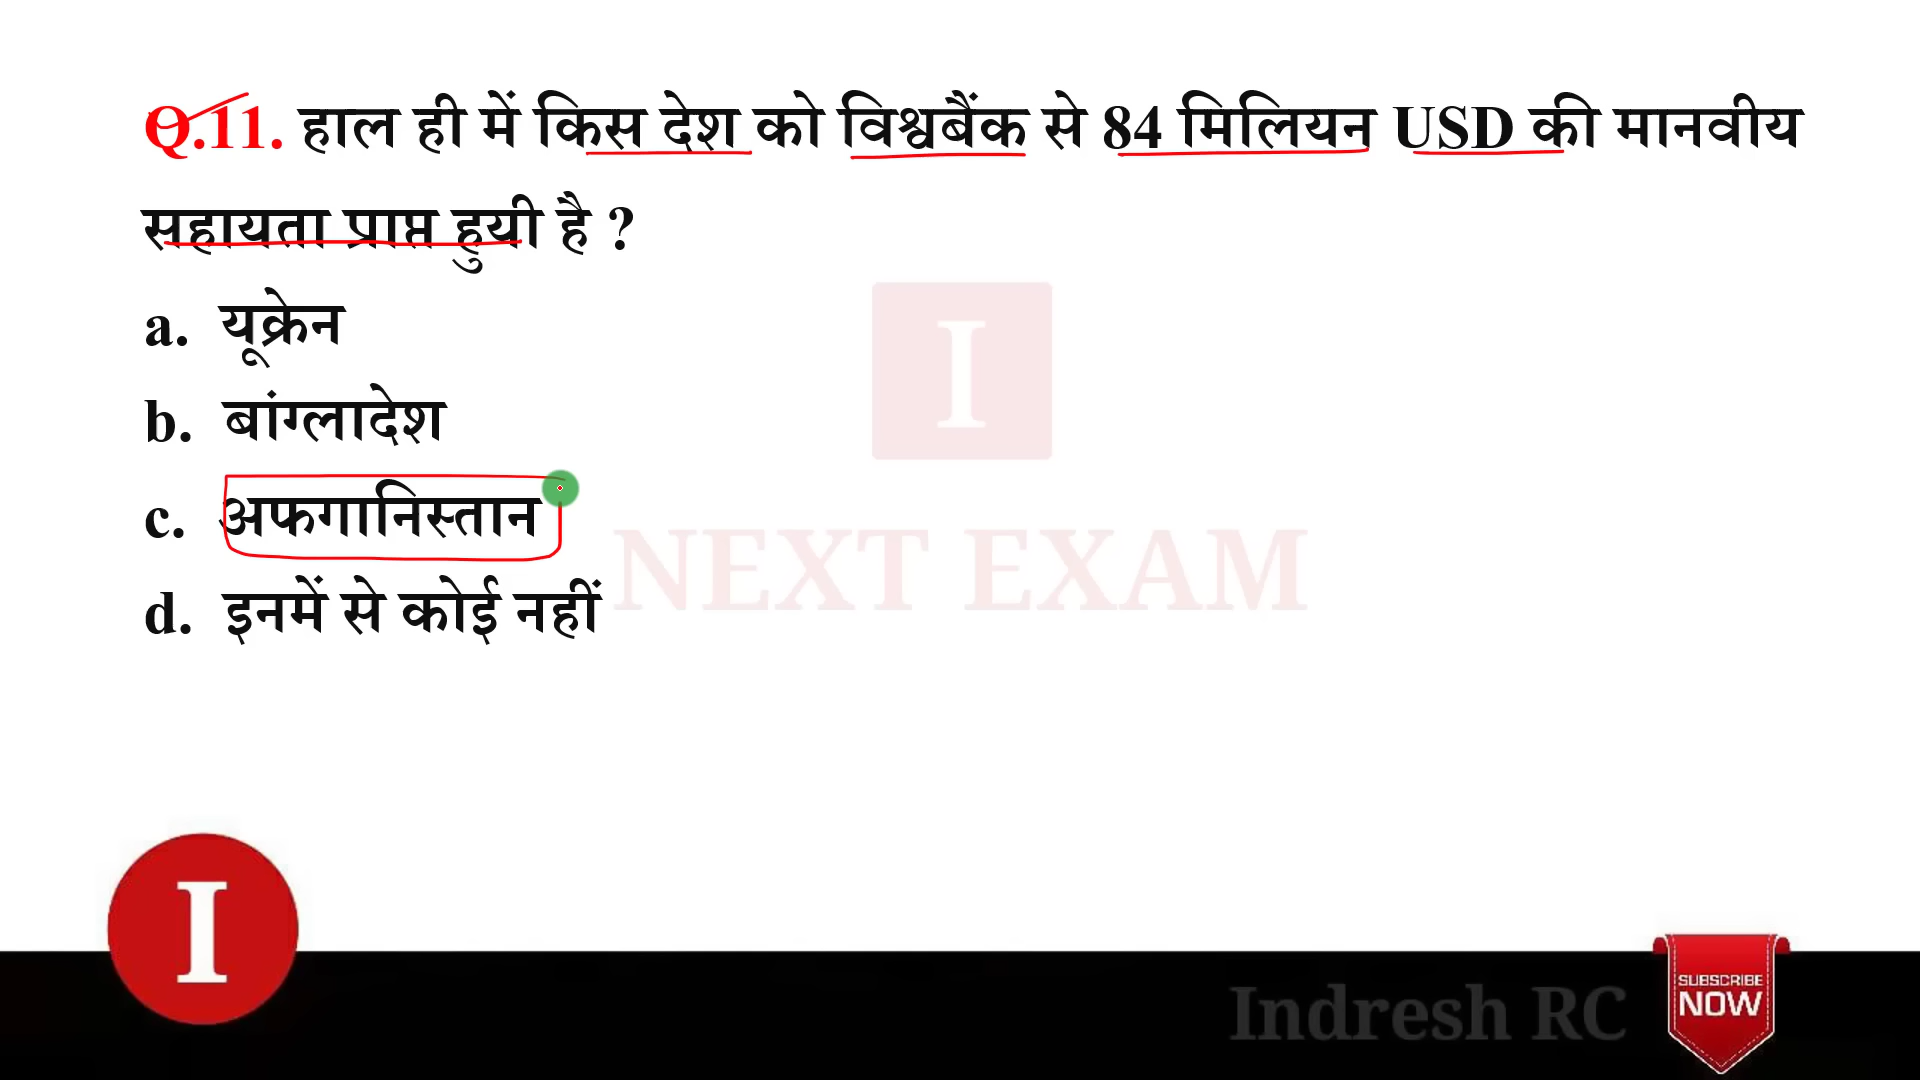 Q.11. हाल ही में किस देश को विश्वबैंक से 84 मिलियन USD की मानवीय
सहायता प्राप्त हुयी है ?
a. यूक्रेन
b. बांग्लादेश
c. अफगानिस्तान
d. इनमें से कोई नहीं
I
NEXT EXAM
I
Indresh RC
SUBSCRIBE
NOW